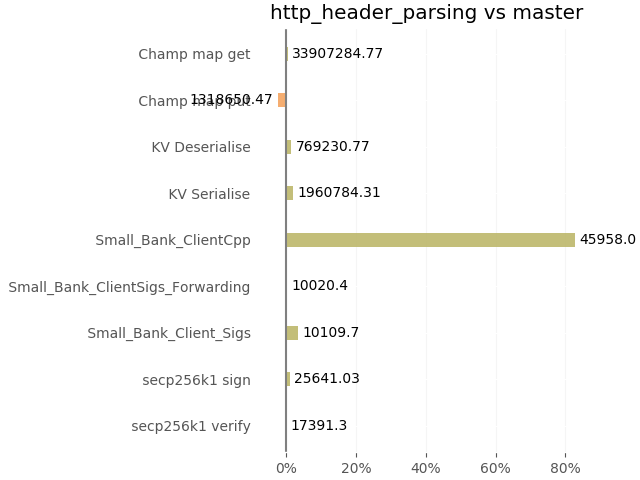 http_header_parsing vs master
Champ map get 33907284.77
Champ map put 1318650.47
KV Deserialise 769230.77
KV Serialise 1960784.31
Small_Bank_ClientCpp 45958.0
Small_Bank_ClientSigs_Forwarding 10020.4
Small_Bank_Client_Sigs 10109.7
secp256k1 sign 25641.03
secp256k1 verify 17391.3
0% 20% 40% 60% 80%